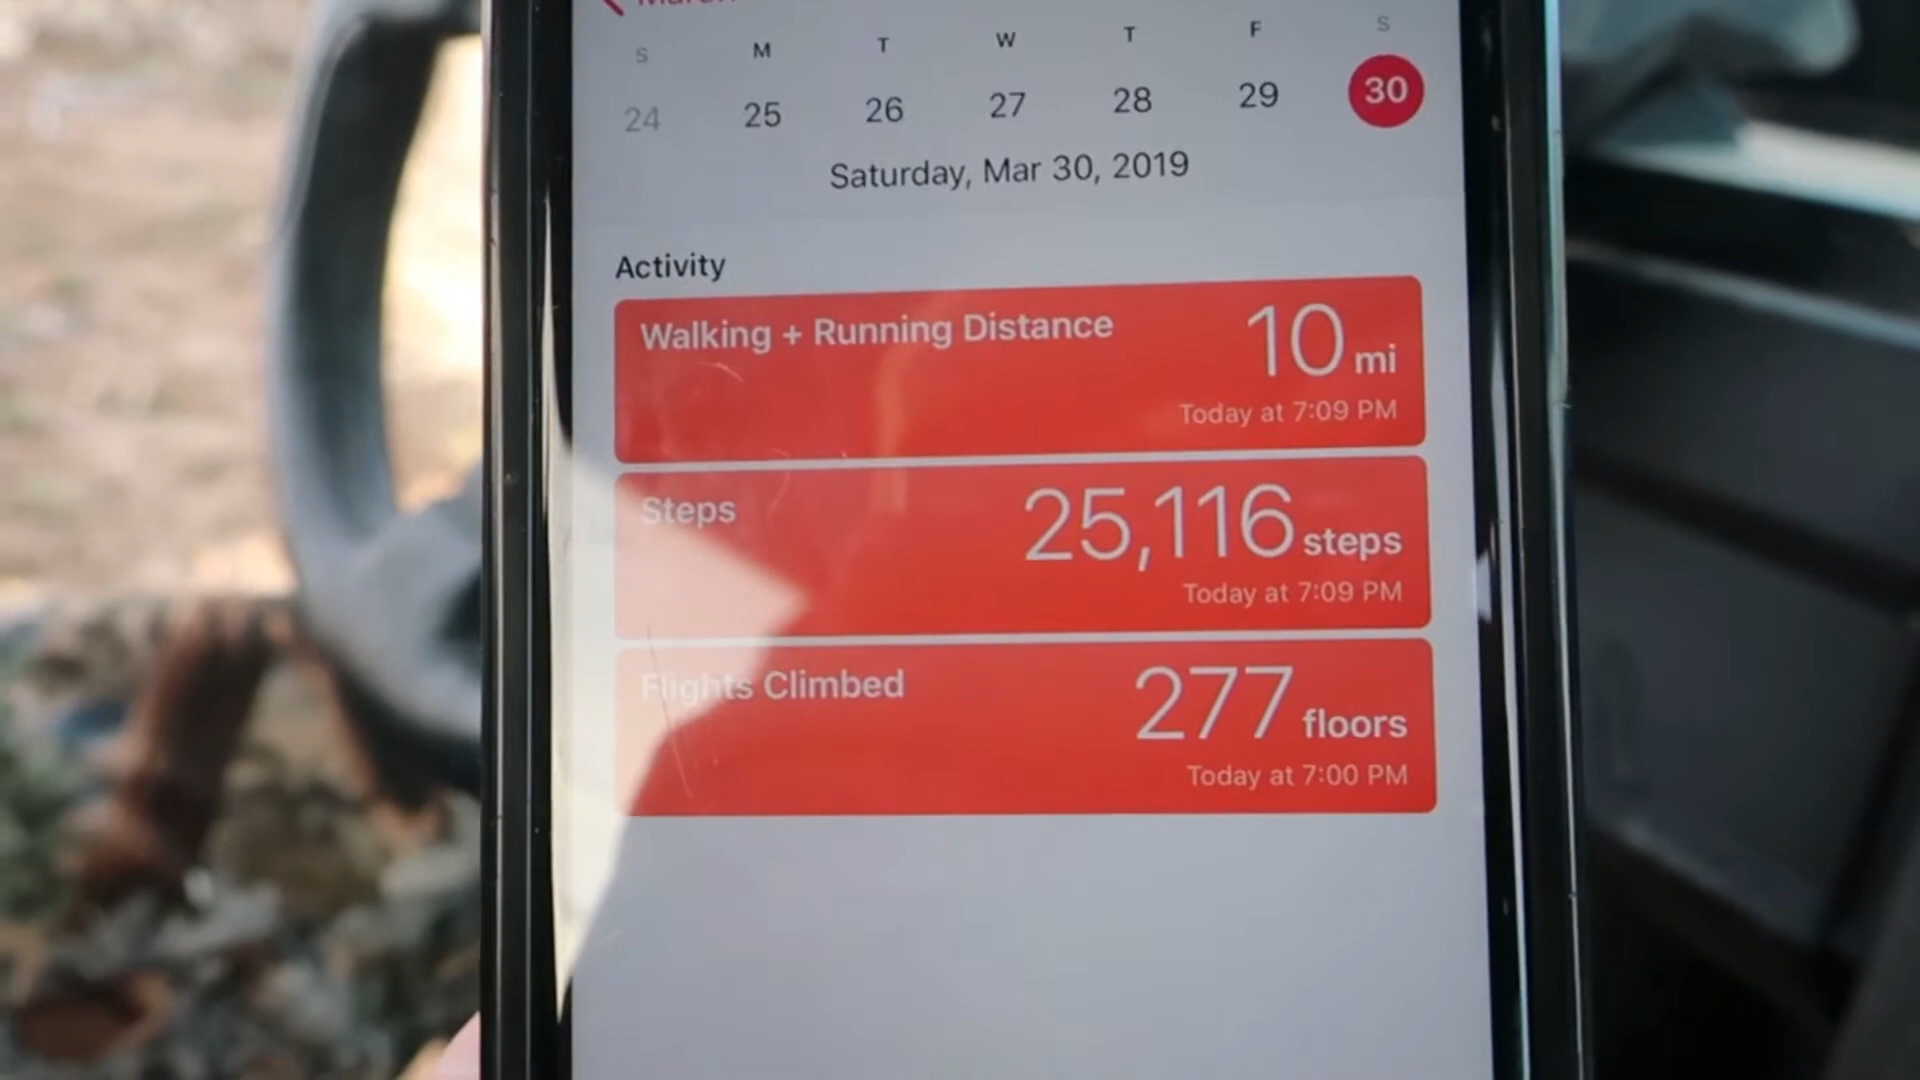 S M T W T F S
24 25 26 27 28 29 30
Saturday, Mar 30, 2019
Activity
Walking + Running Distance 10 mi
Today at 7:09 PM
Steps 25,116 steps
Today at 7:09 PM
Flights Climbed 277 floors
Today at 7:00 PM